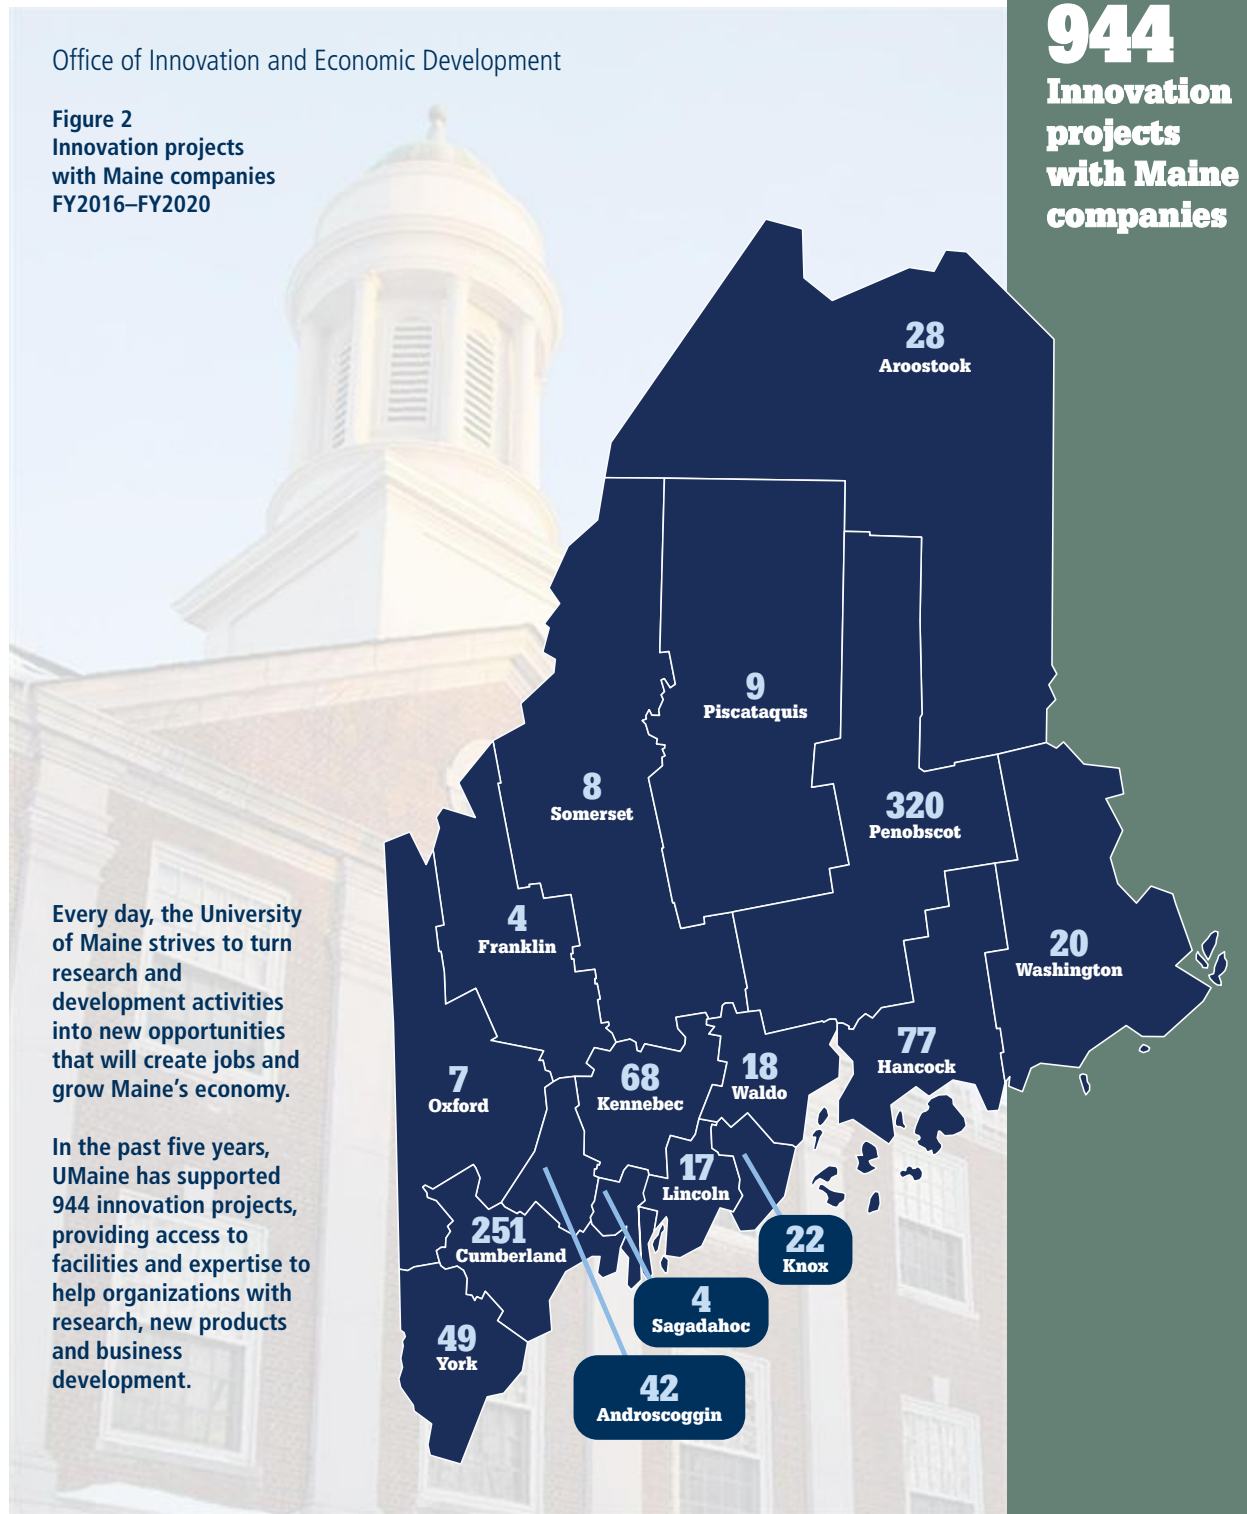 Office of Innovation and Economic Development
Figure 2
Innovation projects
with Maine companies
FY2016–FY2020
944
Innovation
projects
with Maine
companies
28
Aroostook
9
Piscataquis
8
Somerset
320
Penobscot
4
Franklin
20
Washington
77
Hancock
7
Oxford
68
Kennebec
18
Waldo
17
Lincoln
251
Cumberland
22
Knox
4
Sagadahoc
49
York
42
Androscoggin
Every day, the University
of Maine strives to turn
research and
development activities
into new opportunities
that will create jobs and
grow Maine’s economy.
In the past five years,
UMaine has supported
944 innovation projects,
providing access to
facilities and expertise to
help organizations with
research, new products
and business
development.